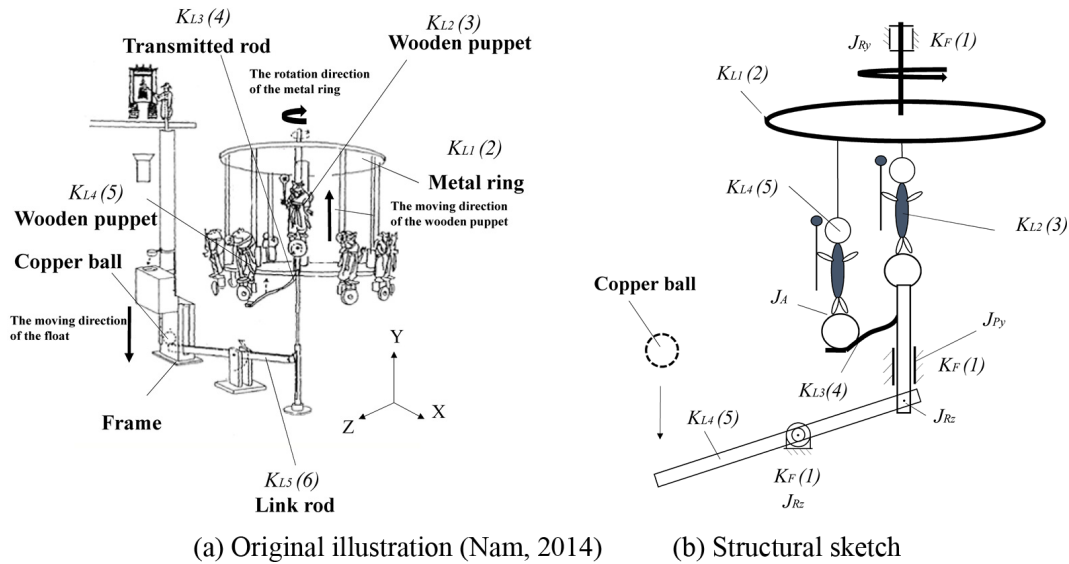 KL3 (4)
Transmitted rod
KL2 (3)
Wooden puppet
The rotation direction
of the metal ring
KL1 (2)
Metal ring
The moving direction
of the wooden puppet
KL4 (5)
Wooden puppet
Copper ball
The moving direction
of the float
Frame
Y
X
Z
KL5 (6)
Link rod
(a) Original illustration (Nam, 2014)
JRy
KF (1)
KL1 (2)
KL4 (5)
KL2 (3)
Copper ball
JA
JPy
KF (1)
KL3(4)
KL4 (5)
JRz
KF (1)
JRz
(b) Structural sketch